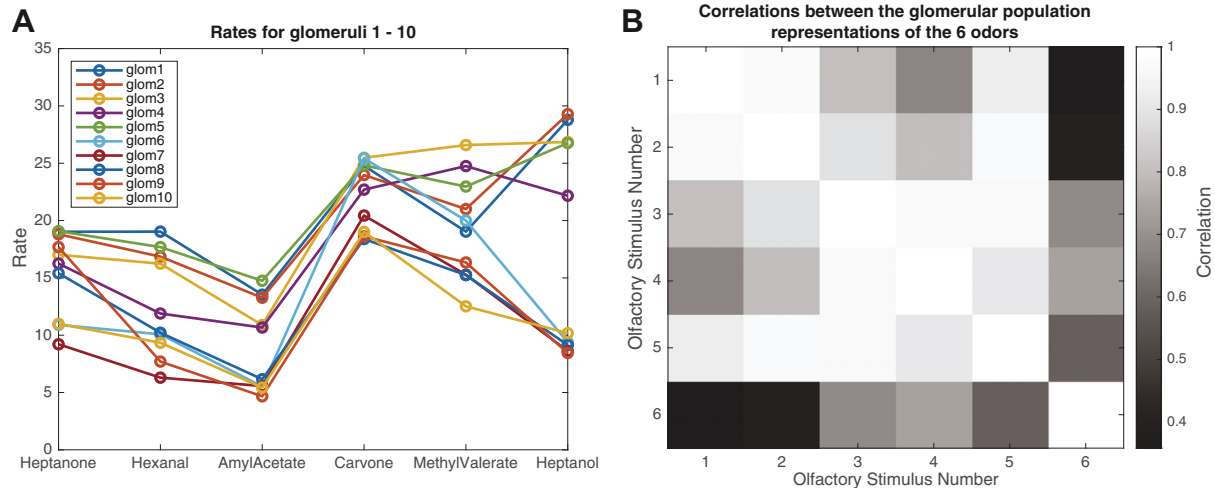 A
Rates for glomeruli 1 - 10
35
30
25
20
15
10
5
0
Rate
glom1
glom2
glom3
glom4
glom5
glom6
glom7
glom8
glom9
glom10
Heptanone Hexanal AmylAcetate Carvone MethylValerate Heptanol
B
Correlations between the glomerular population
representations of the 6 odors
Olfactory Stimulus Number
1
2
3
4
5
6
1 2 3 4 5 6
Olfactory Stimulus Number
1
0.9
0.8
0.7
0.6
0.5
0.4
Correlation